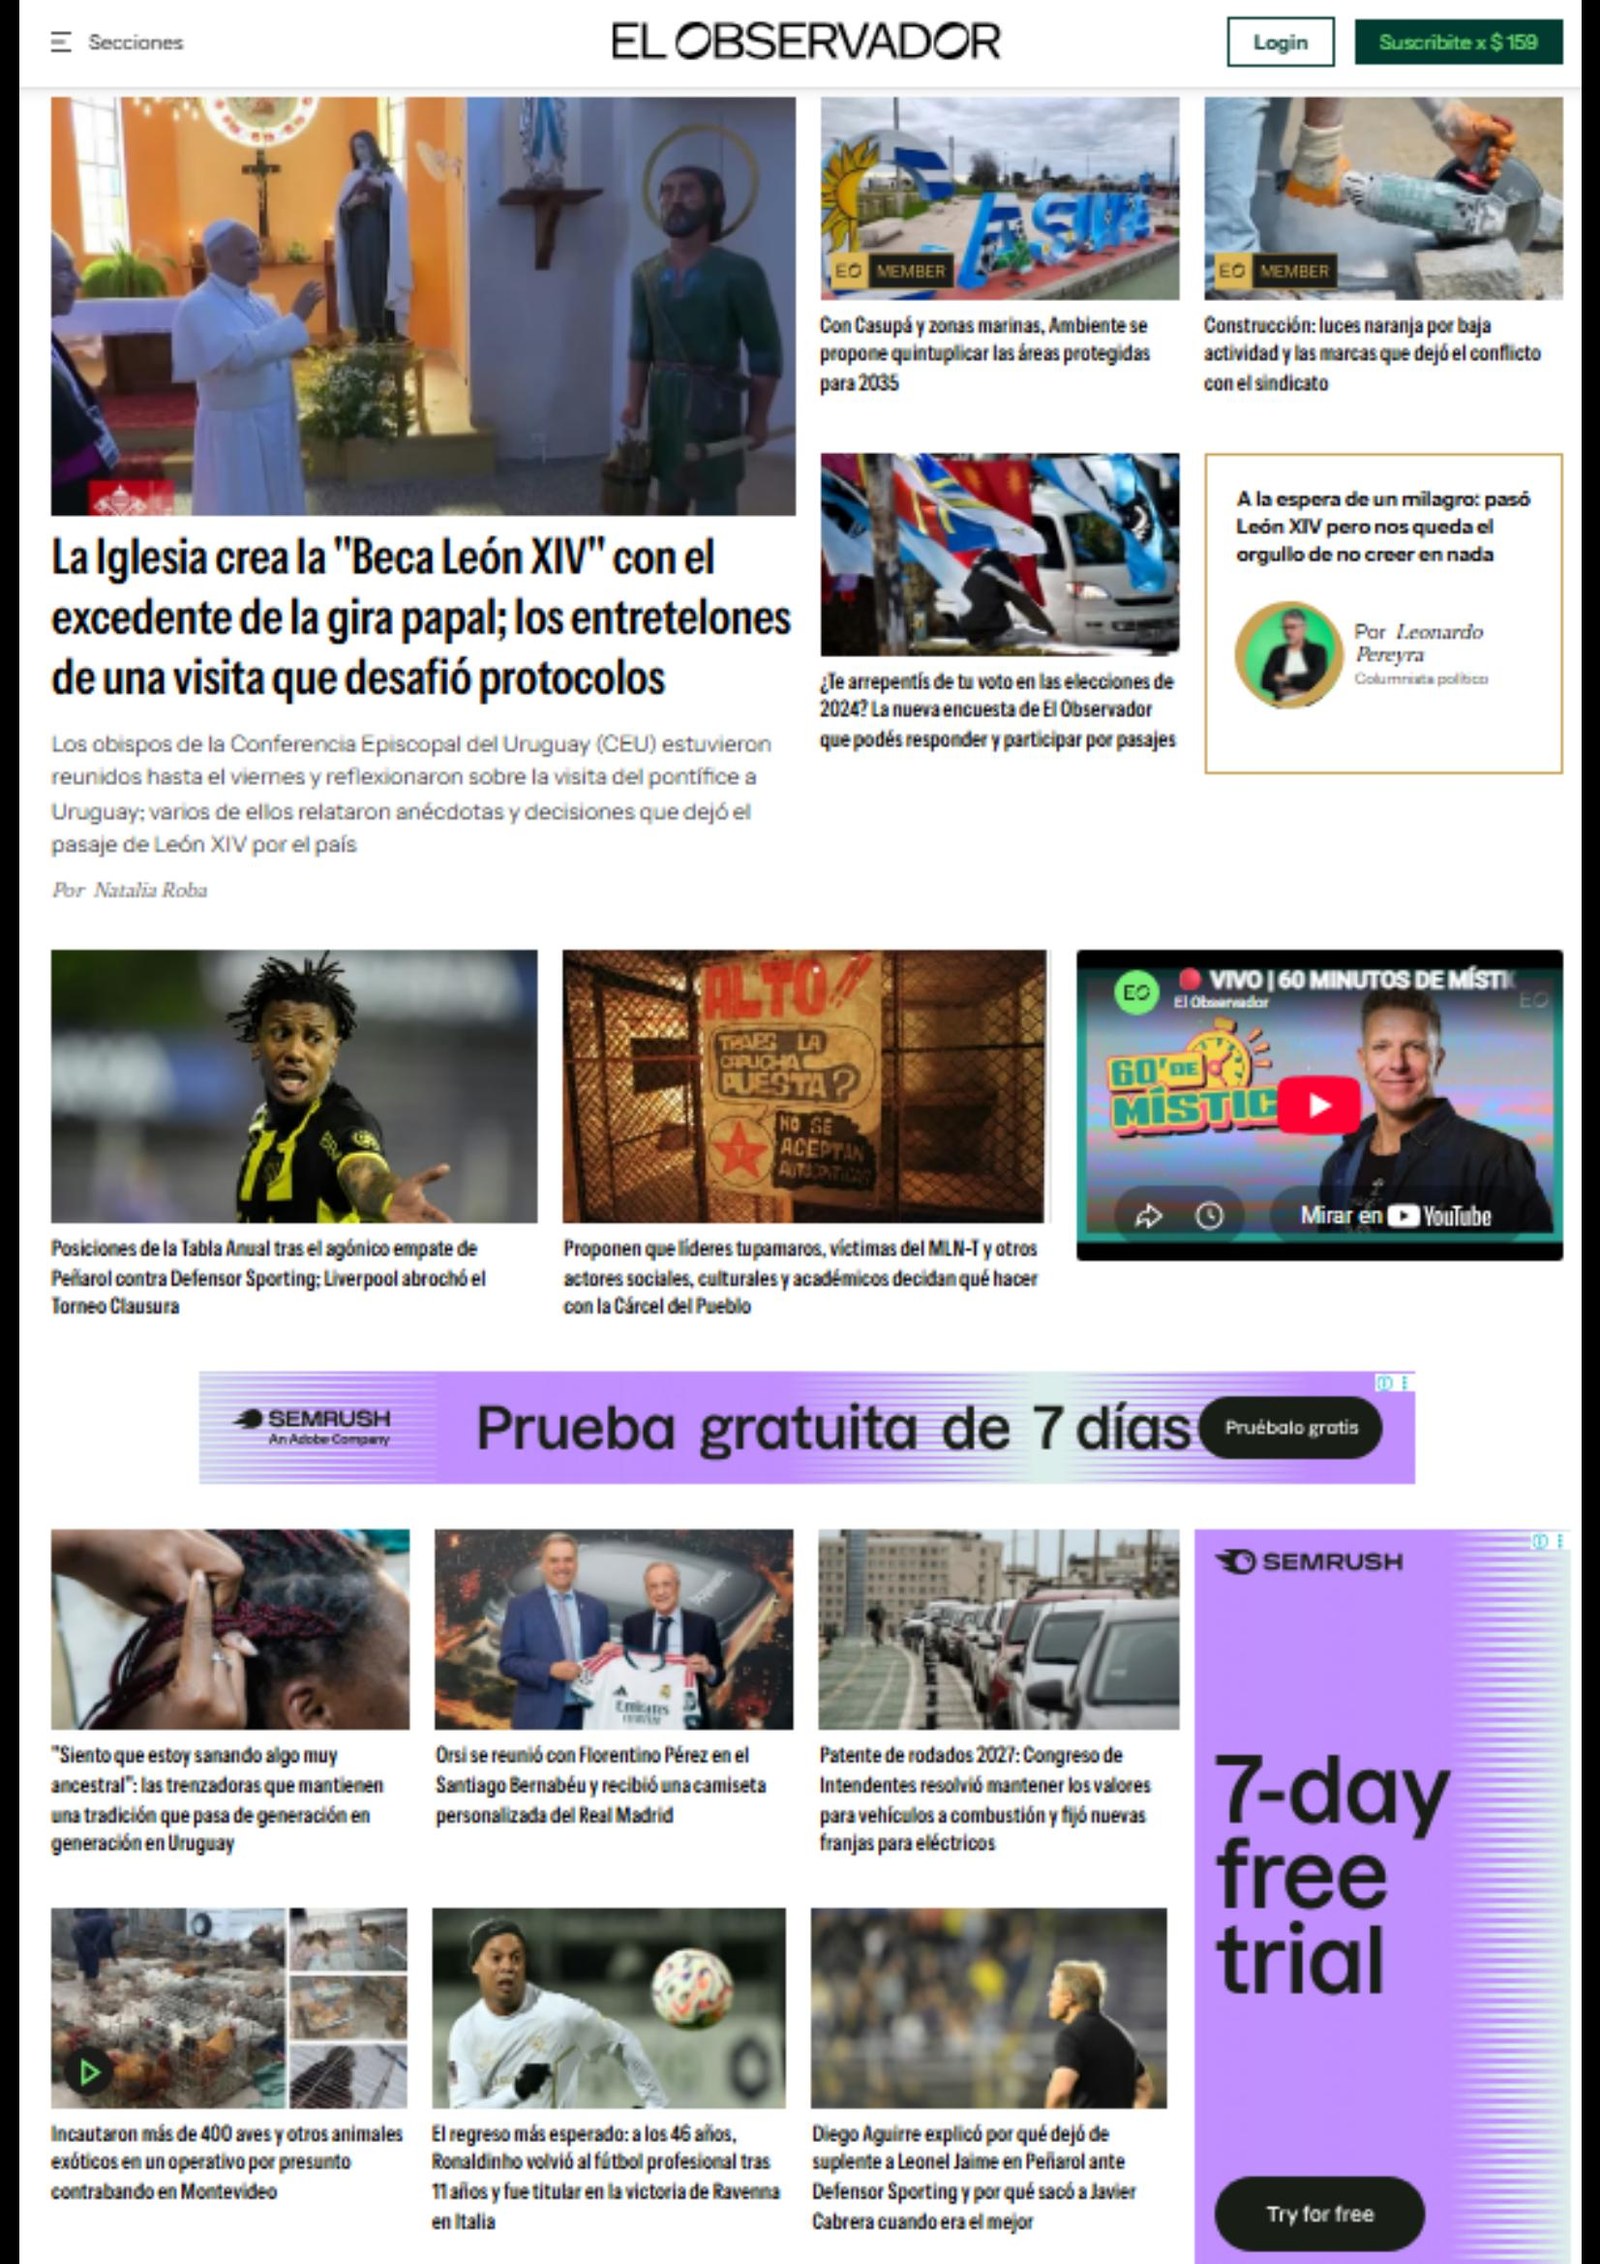 Secciones
EL OBSERVADOR
Login
Suscribite x $ 159
La Iglesia crea la "Beca León XIV" con el
excedente de la gira papal; los entretelones
de una visita que desafió protocolos
Los obispos de la Conferencia Episcopal del Uruguay (CEU) estuvieron
reunidos hasta el viernes y reflexionaron sobre la visita del pontífice a
Uruguay; varios de ellos relataron anécdotas y decisiones que dejó el
pasaje de León XIV por el país
Por Natalia Roba
EO MEMBER
Con Casupá y zonas marinas, Ambiente se
propone quintuplicar las áreas protegidas
para 2035
EO MEMBER
Construcción: luces naranja por baja
actividad y las marcas que dejó el conflicto
con el sindicato
¿Te arrepentís de tu voto en las elecciones de
2024? La nueva encuesta de El Observador
que podés responder y participar por pasajes
A la espera de un milagro: pasó
León XIV pero nos queda el
orgullo de no creer en nada
Por Leonardo
Pereyra
Columnista político
Posiciones de la Tabla Anual tras el agónico empate de
Peñarol contra Defensor Sporting; Liverpool abrochó el
Torneo Clausura
ALTO!!
TRAES LA
CAPUCHA
PUESTA?
NO SE
ACEPTAN
Proponen que líderes tupamaros, víctimas del MLN-T y otros
actores sociales, culturales y académicos decidan qué hacer
con la Cárcel del Pueblo
EO
VIVO | 60 MINUTOS DE MÍSTI
El Observador
EO
60' DE
MÍSTIC
Mirar en YouTube
SEMRUSH
An Adobe Company
Prueba gratuita de 7 días
Pruébalo gratis
"Siento que estoy sanando algo muy
ancestral": las trenzadoras que mantienen
una tradición que pasa de generación en
generación en Uruguay
Emirates
Orsi se reunió con Florentino Pérez en el
Santiago Bernabéu y recibió una camiseta
personalizada del Real Madrid
Patente de rodados 2027: Congreso de
Intendentes resolvió mantener los valores
para vehículos a combustión y fijó nuevas
franjas para eléctricos
SEMRUSH
7-day
free
trial
Try for free
Incautaron más de 400 aves y otros animales
exóticos en un operativo por presunto
contrabando en Montevideo
El regreso más esperado: a los 46 años,
Ronaldinho volvió al fútbol profesional tras
11 años y fue titular en la victoria de Ravenna
en Italia
Diego Aguirre explicó por qué dejó de
suplente a Leonel Jaime en Peñarol ante
Defensor Sporting y por qué sacó a Javier
Cabrera cuando era el mejor